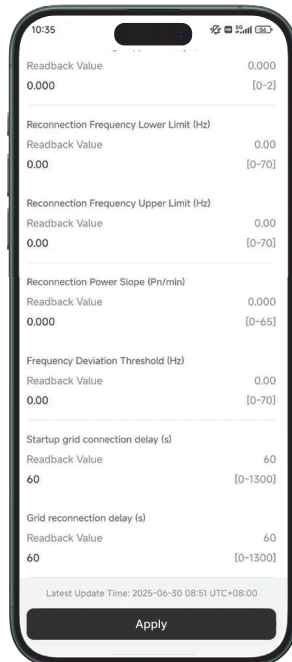 10:35
5G
56
Readback Value 0.000
0.000 [0-2]
Reconnection Frequency Lower Limit (Hz)
Readback Value 0.00
0.00 [0-70]
Reconnection Frequency Upper Limit (Hz)
Readback Value 0.00
0.00 [0-70]
Reconnection Power Slope (Pn/min)
Readback Value 0.000
0.000 [0-65]
Frequency Deviation Threshold (Hz)
Readback Value 0.00
0.00 [0-70]
Startup grid connection delay (s)
Readback Value 60
60 [0-1300]
Grid reconnection delay (s)
Readback Value 60
60 [0-1300]
Latest Update Time: 2025-06-30 08:51 UTC+08:00
Apply